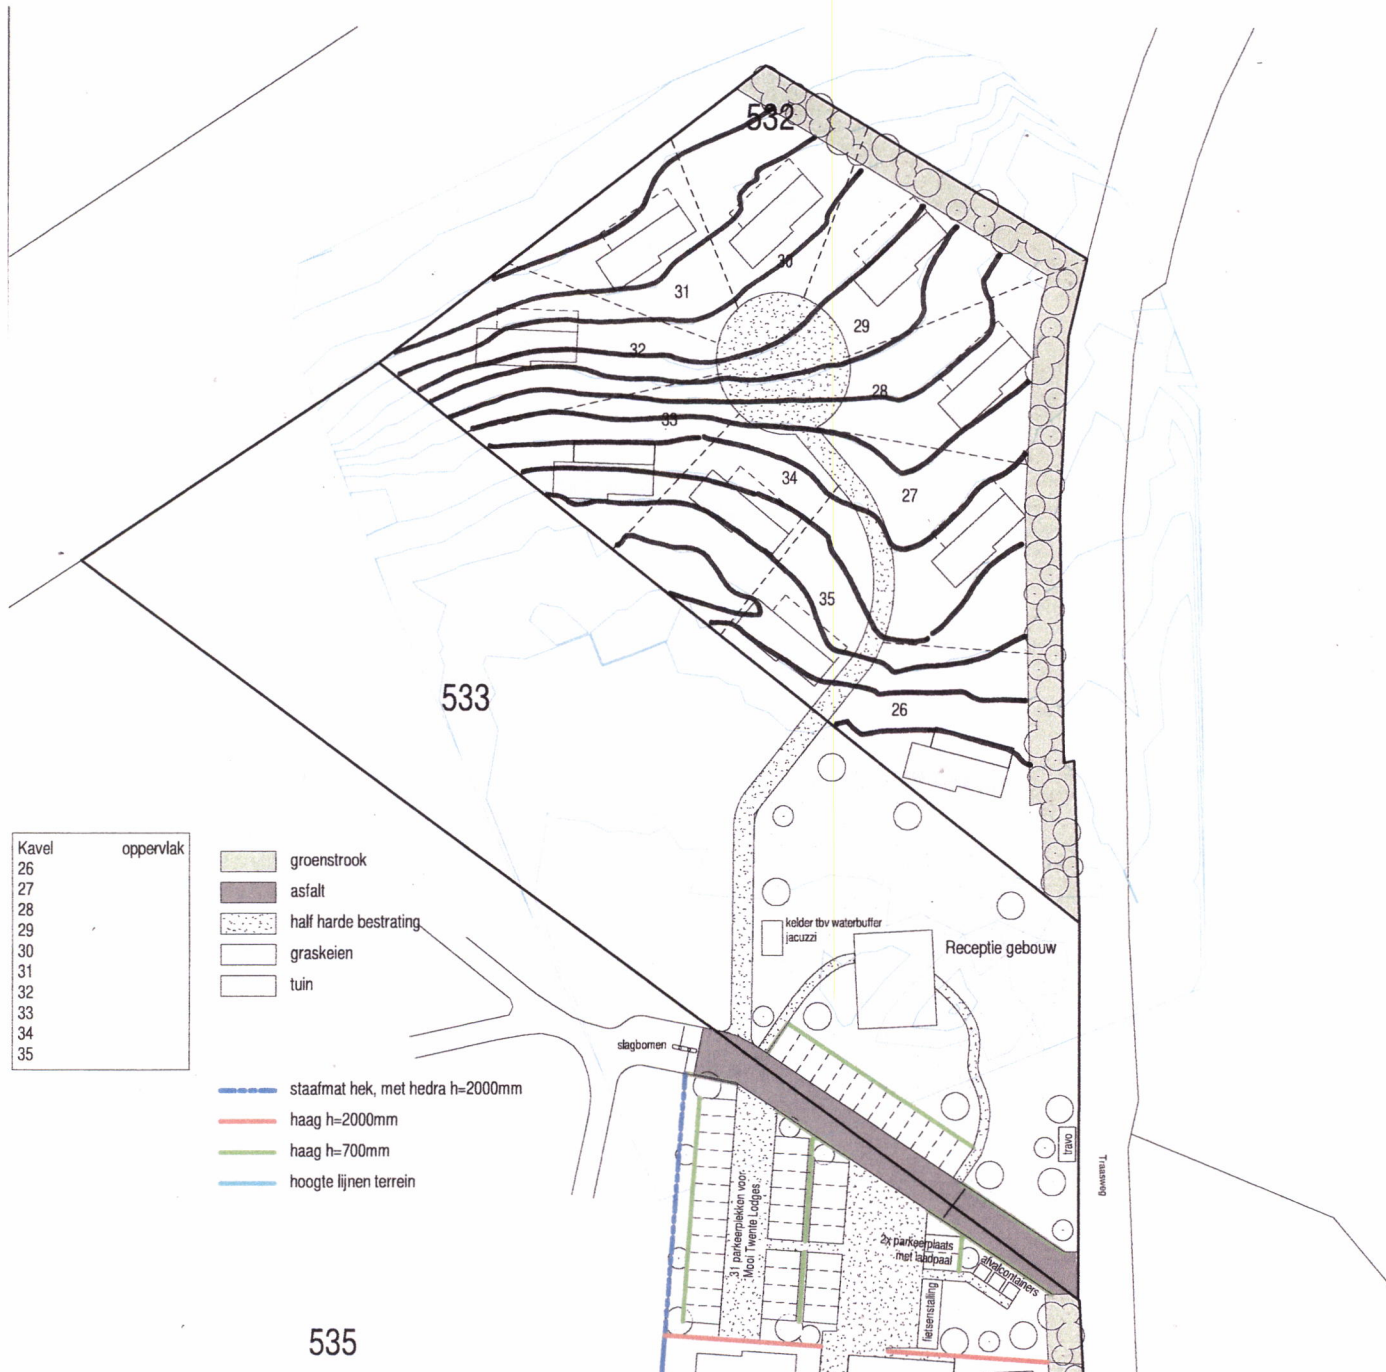 532
30
31
29
32
28
33
34
27
35
533
26
Kavel oppervlak
26
27
28
29
30
31
32
33
34
35
groenstrook
asfalt
half harde bestrating
graskeien
tuin
kelder tbv waterbuffer
jacuzzi
Receptie gebouw
slagbomen
staafmat hek, met hedra h=2000mm
haag h=2000mm
haag h=700mm
hoogte lijnen terrein
travo
Traasweg
31 parkeerplekkon voor
Mooi Twente Lodges
2x parkeerplaats
met laadpaal
afvalcontainers
fietsenstalling
535